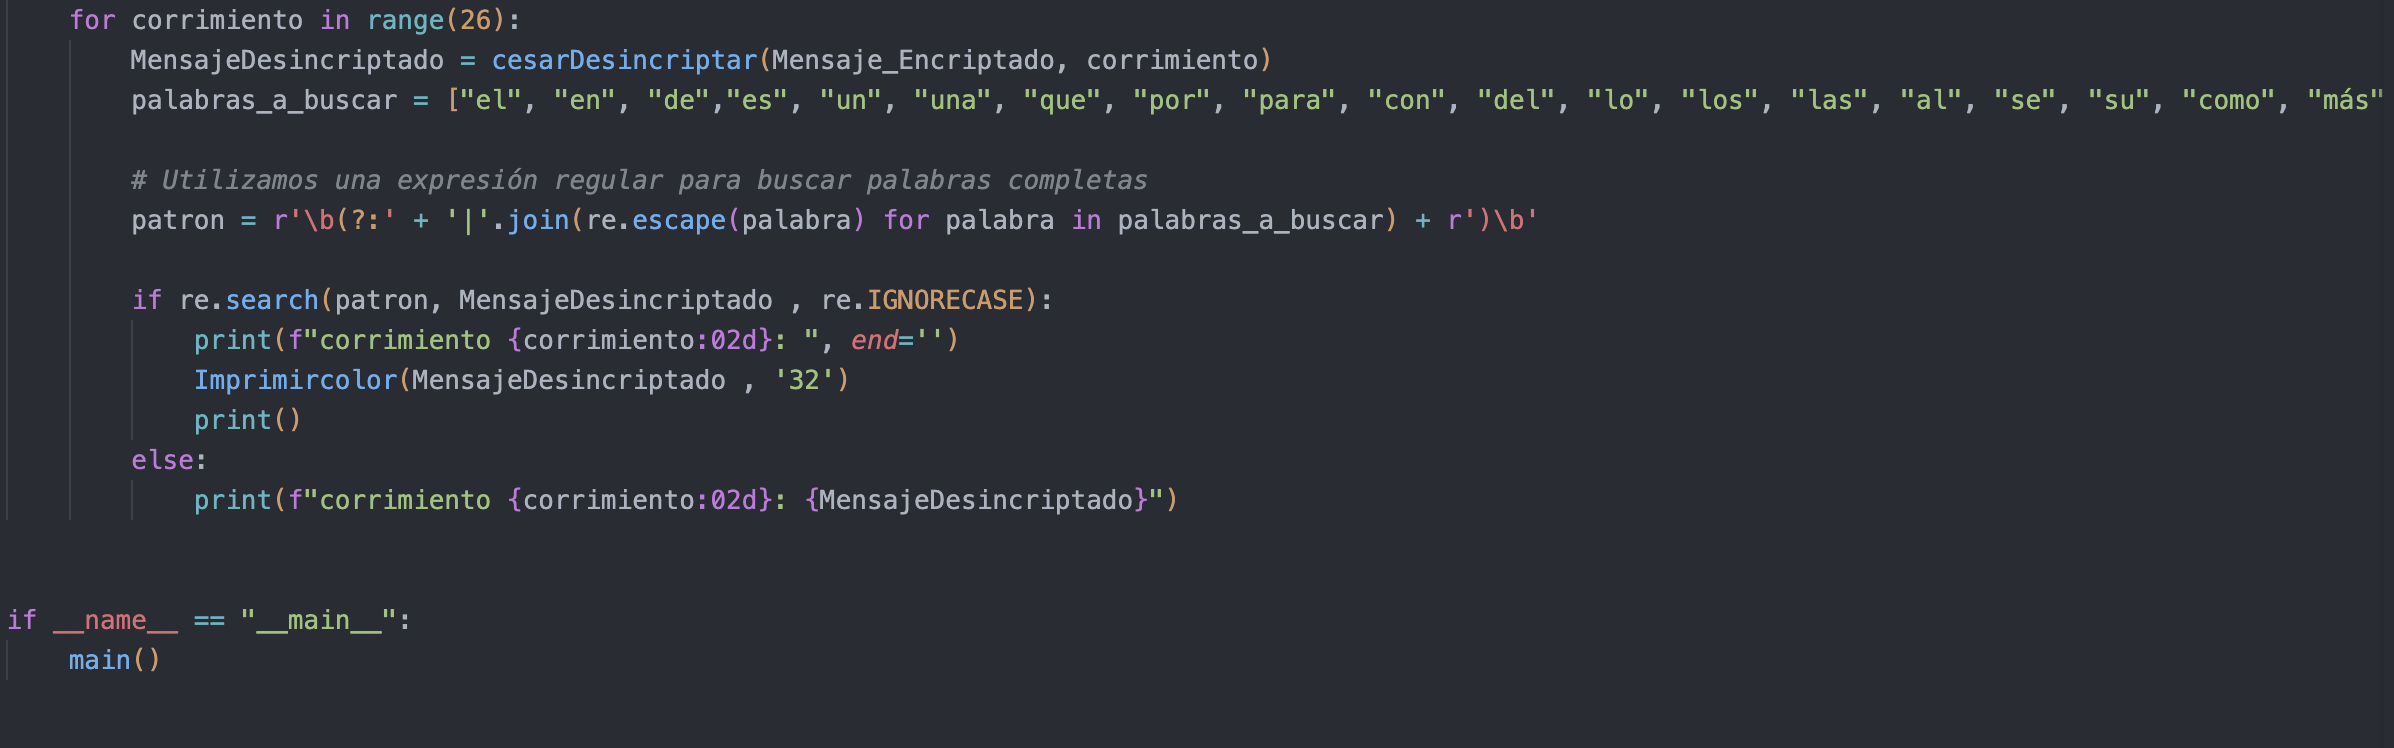 for corrimiento in range(26):
MensajeDesincriptado = cesarDesincriptar(Mensaje_Encriptado, corrimiento)
palabras_a_buscar = ["el", "en", "de","es", "un", "una", "que", "por", "para", "con", "del", "lo", "los", "las", "al", "se", "su", "como", "más"
# Utilizamos una expresión regular para buscar palabras completas
patron = r'\b(?:' + '|'.join(re.escape(palabra) for palabra in palabras_a_buscar) + r')\b'
if re.search(patron, MensajeDesincriptado , re.IGNORECASE):
print(f"corrimiento {corrimiento:02d}: ", end='')
Imprimircolor(MensajeDesincriptado , '32')
print()
else:
print(f"corrimiento {corrimiento:02d}: {MensajeDesincriptado}")
if __name__ == "__main__":
main()